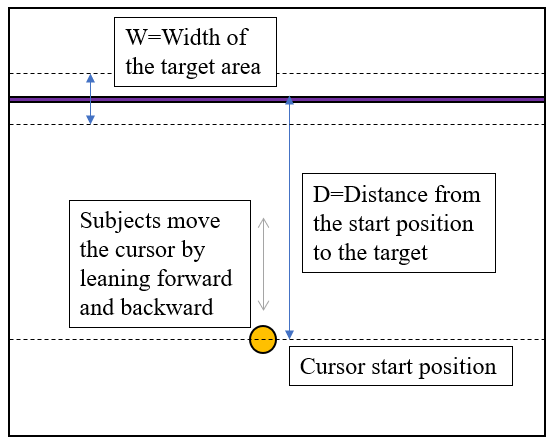 W=Width of
the target area
D=Distance from
the start position
to the target
Subjects move
the cursor by
leaning forward
and backward
Cursor start position